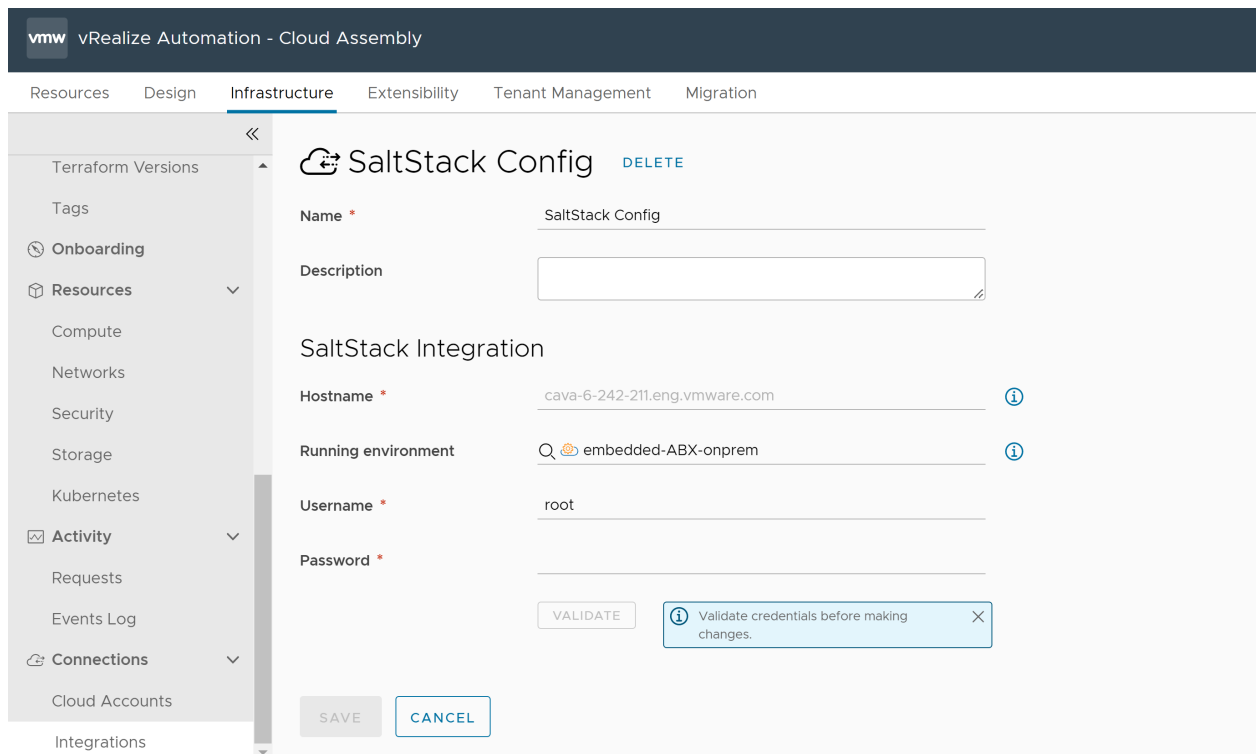 vmw vRealize Automation - Cloud Assembly
Resources Design Infrastructure Extensibility Tenant Management Migration
Terraform Versions
Tags
Onboarding
Resources
Compute
Networks
Security
Storage
Kubernetes
Activity
Requests
Events Log
Connections
Cloud Accounts
Integrations
SaltStack Config DELETE
Name * SaltStack Config
Description
SaltStack Integration
Hostname * cava-6-242-211.eng.vmware.com
Running environment embedded-ABX-onprem
Username * root
Password *
VALIDATE
Validate credentials before making
changes.
SAVE CANCEL